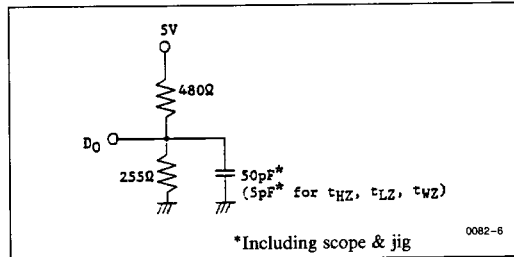 5V
480Ω
D0
255Ω
50pF*
(5pF* for tHZ, tLZ, tWZ)
*Including scope & jig
0082-6